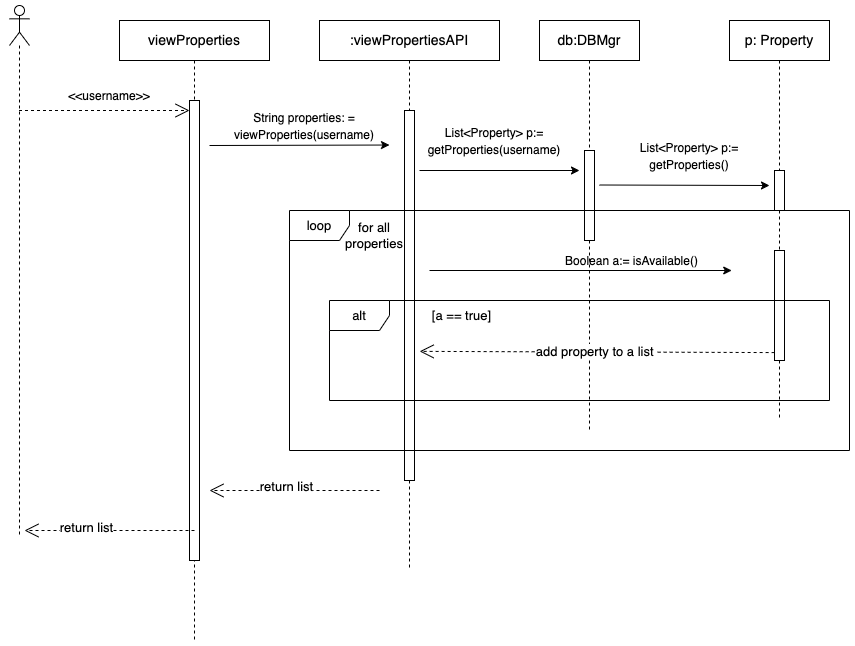 viewProperties
:viewPropertiesAPI
db:DBMgr
p: Property
<<username>>
String properties: =
viewProperties(username)
List<Property> p:=
getProperties(username)
List<Property> p:=
getProperties()
loop
for all
properties
Boolean a:= isAvailable()
alt
[a == true]
add property to a list
return list
return list